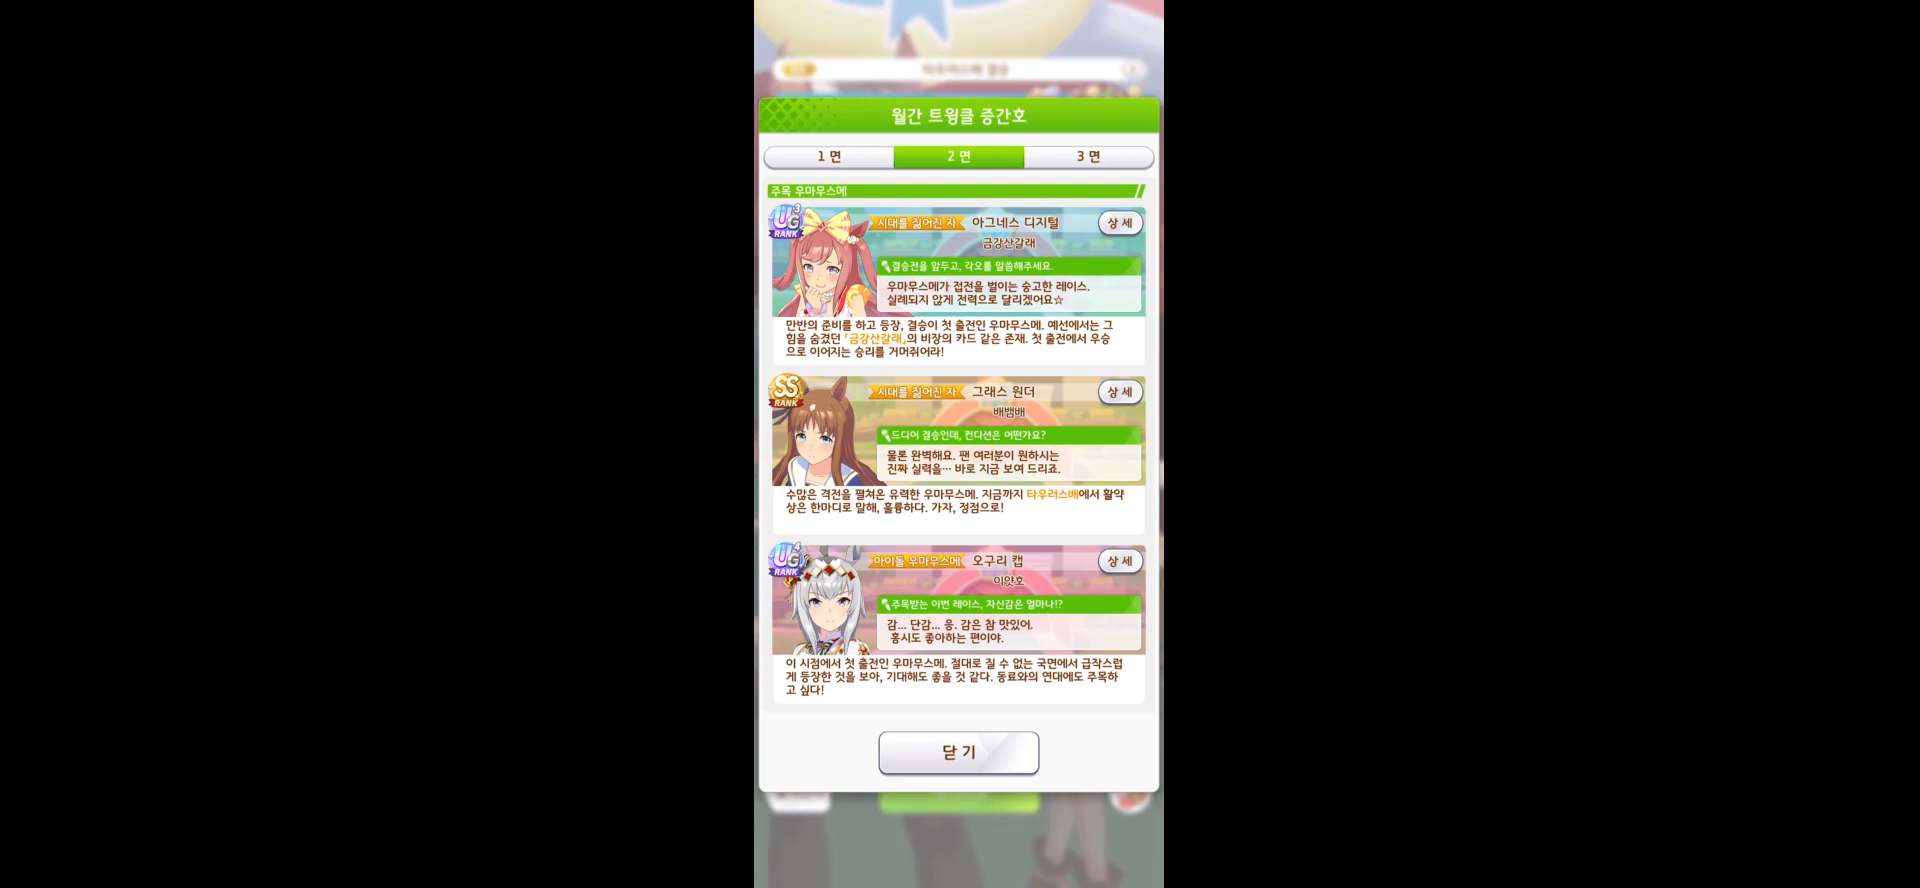 월간 트윙클 증간호
1 면
2 면
3 면
주목 우마무스메
UG3
RANK
시대를 짊어진 자
아그네스 디지털
상 세
금강산갈래
결승전을 앞두고, 각오를 말씀해주세요.
우마무스메가 접전을 벌이는 숭고한 레이스.
실례되지 않게 전력으로 달리겠어요☆
만반의 준비를 하고 등장, 결승이 첫 출전인 우마무스메. 예선에서는 그
힘을 숨겼던 「금강산갈래」의 비장의 카드 같은 존재. 첫 출전에서 우승
으로 이어지는 승리를 거머쥐어라!
SS
RANK
시대를 짊어진 자
그래스 원더
상 세
배뱀배
드디어 결승인데, 컨디션은 어떤가요?
물론 완벽해요. 팬 여러분이 원하시는
진짜 실력을… 바로 지금 보여 드리죠.
수많은 격전을 펼쳐온 유력한 우마무스메. 지금까지 타우러스배에서 활약
상은 한마디로 말해, 훌륭하다. 가자, 정점으로!
UG4
RANK
아이돌 우마무스메
오구리 캡
상 세
이얏호
주목받는 이번 레이스, 자신감은 얼마나!?
감... 단감... 응. 감은 참 맛있어.
홍시도 좋아하는 편이야.
이 시점에서 첫 출전인 우마무스메. 절대로 질 수 없는 국면에서 급작스럽
게 등장한 것을 보아, 기대해도 좋을 것 같다. 동료와의 연대에도 주목하
고 싶다!
닫 기